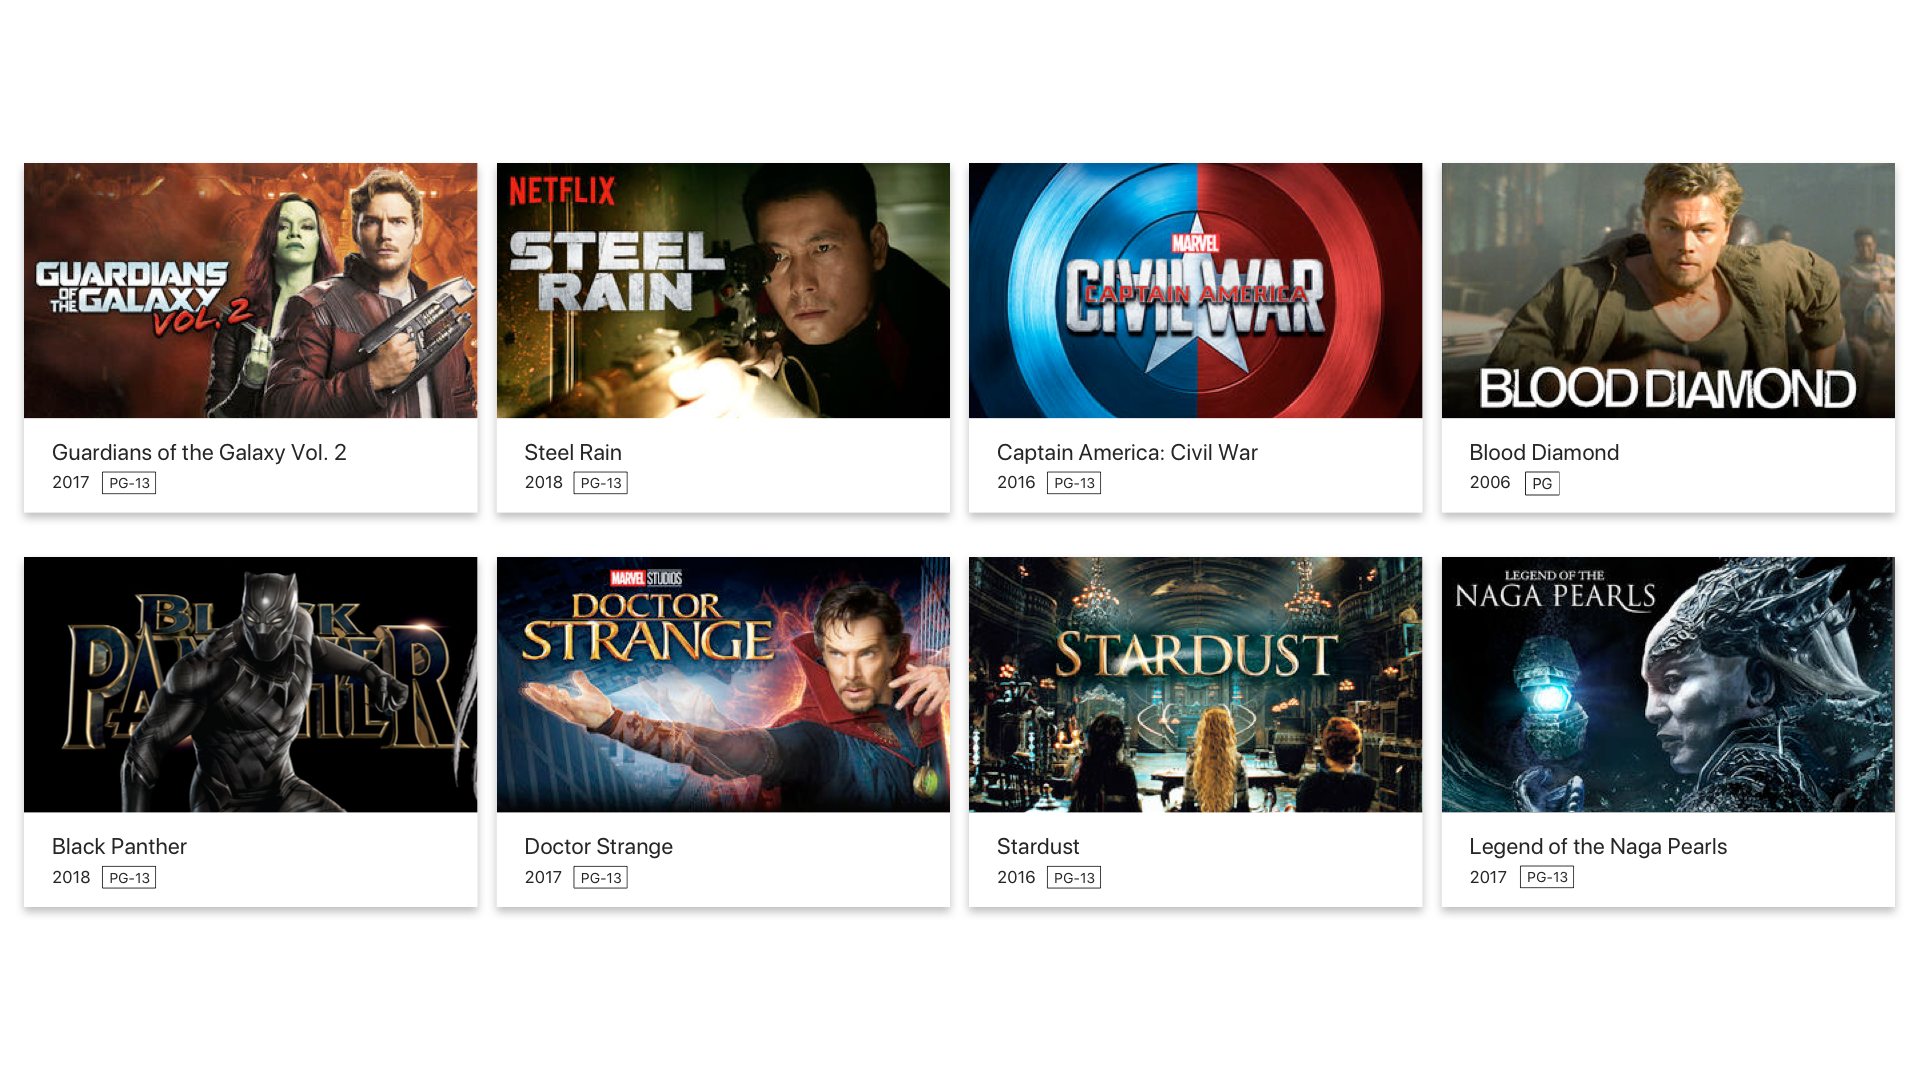 GUARDIANS
OF THE GALAXY
VOL. 2
Guardians of the Galaxy Vol. 2
2017 PG-13
NETFLIX
STEEL
RAIN
Steel Rain
2018 PG-13
MARVEL
CAPTAIN AMERICA
CIVIL WAR
Captain America: Civil War
2016 PG-13
BLOOD DIAMOND
Blood Diamond
2006 PG
BLACK
PANTHER
Black Panther
2018 PG-13
MARVEL STUDIOS
DOCTOR
STRANGE
Doctor Strange
2017 PG-13
STARDUST
Stardust
2016 PG-13
LEGEND OF THE
NAGA PEARLS
Legend of the Naga Pearls
2017 PG-13